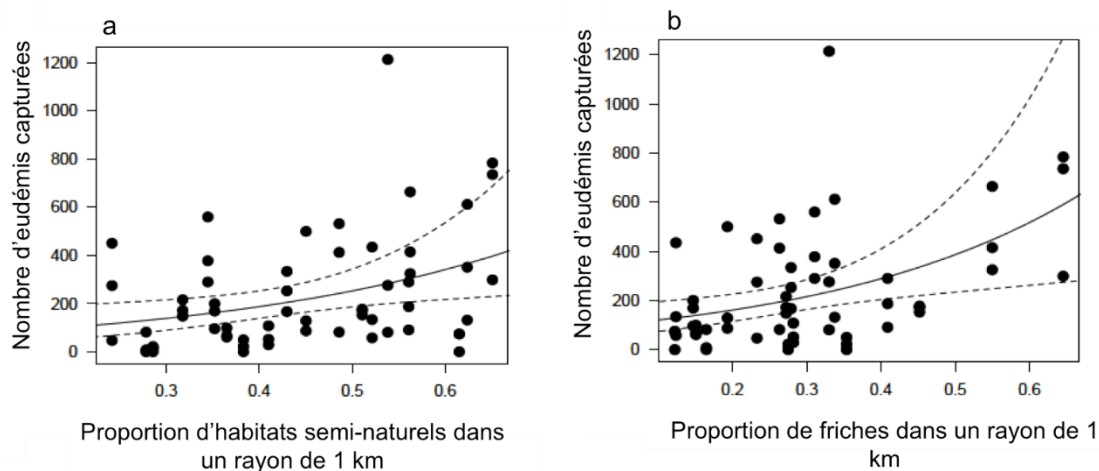 a
Nombre d'eudémis capturées
1200
1000
800
600
400
200
0
0.3 0.4 0.5 0.6
Proportion d'habitats semi-naturels dans
un rayon de 1 km
b
Nombre d'eudémis capturées
1200
1000
800
600
400
200
0
0.2 0.3 0.4 0.5 0.6
Proportion de friches dans un rayon de 1
km